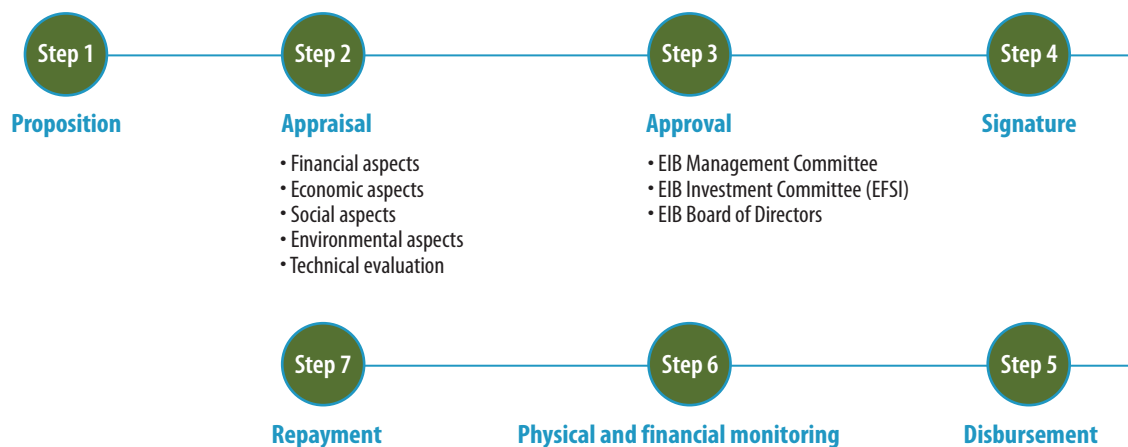 Step 1
Step 2
Step 3
Step 4
Proposition
Appraisal
Approval
Signature
• Financial aspects
• Economic aspects
• Social aspects
• Environmental aspects
• Technical evaluation
• EIB Management Committee
• EIB Investment Committee (EFSI)
• EIB Board of Directors
Step 7
Step 6
Step 5
Repayment
Physical and financial monitoring
Disbursement